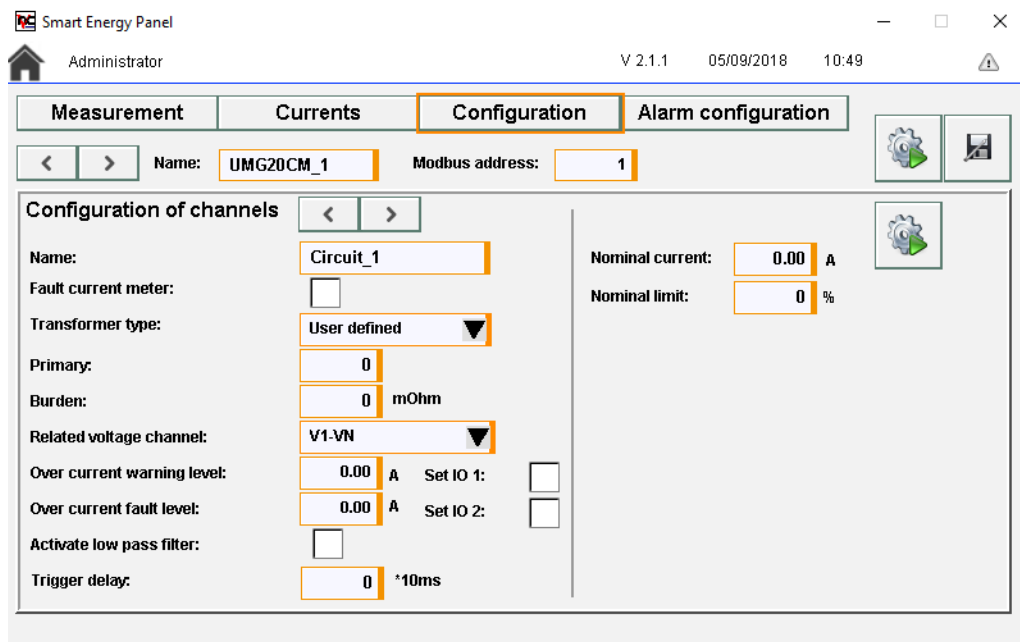 Smart Energy Panel
Administrator V 2.1.1 05/09/2018 10:49
Measurement Currents Configuration Alarm configuration
Name: UMG20CM_1 Modbus address: 1
Configuration of channels
Name: Circuit_1 Nominal current: 0.00 A
Fault current meter: Nominal limit: 0 %
Transformer type: User defined
Primary: 0
Burden: 0 mOhm
Related voltage channel: V1-VN
Over current warning level: 0.00 A Set IO 1:
Over current fault level: 0.00 A Set IO 2:
Activate low pass filter:
Trigger delay: 0 *10ms